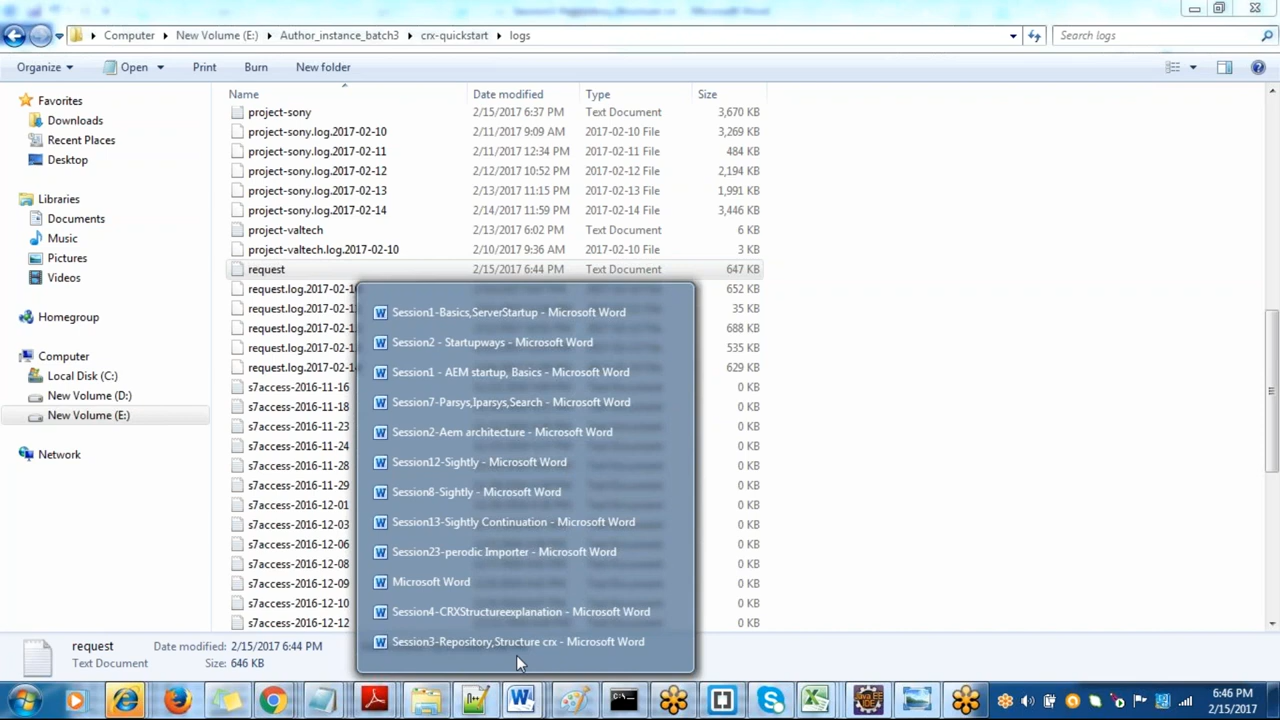 Computer New Volume (E:) Author_instance_batch3 crx-quickstart logs
Search logs
Organize Open Print Burn New folder
Name Date modified Type Size
Favorites
Downloads
Recent Places
Desktop
Libraries
Documents
Music
Pictures
Videos
Homegroup
Computer
Local Disk (C:)
New Volume (D:)
New Volume (E:)
Network
project-sony 2/15/2017 6:37 PM Text Document 3,670 KB
project-sony.log.2017-02-10 2/11/2017 9:09 AM 2017-02-10 File 3,269 KB
project-sony.log.2017-02-11 2/11/2017 12:34 PM 2017-02-11 File 484 KB
project-sony.log.2017-02-12 2/12/2017 10:52 PM 2017-02-12 File 2,194 KB
project-sony.log.2017-02-13 2/13/2017 11:15 PM 2017-02-13 File 1,991 KB
project-sony.log.2017-02-14 2/14/2017 11:59 PM 2017-02-14 File 3,446 KB
project-valtech 2/13/2017 6:02 PM Text Document 6 KB
project-valtech.log.2017-02-10 2/10/2017 9:36 AM 2017-02-10 File 3 KB
request 2/15/2017 6:44 PM Text Document 647 KB
request.log.2017-02-1 652 KB
request.log.2017-02-1 35 KB
request.log.2017-02-1 688 KB
request.log.2017-02-1 535 KB
request.log.2017-02-1 629 KB
s7access-2016-11-16 0 KB
s7access-2016-11-18 0 KB
s7access-2016-11-23 0 KB
s7access-2016-11-24 0 KB
s7access-2016-11-28 0 KB
s7access-2016-11-29 0 KB
s7access-2016-12-01 0 KB
s7access-2016-12-03 0 KB
s7access-2016-12-06 0 KB
s7access-2016-12-08 0 KB
s7access-2016-12-09 0 KB
s7access-2016-12-10 0 KB
s7access-2016-12-12 0 KB
Session1-Basics,ServerStartup - Microsoft Word
Session2 - Startupways - Microsoft Word
Session1 - AEM startup, Basics - Microsoft Word
Session7-Parsys,Iparsys,Search - Microsoft Word
Session2-Aem architecture - Microsoft Word
Session12-Sightly - Microsoft Word
Session8-Sightly - Microsoft Word
Session13-Sightly Continuation - Microsoft Word
Session23-perodic Importer - Microsoft Word
Microsoft Word
Session4-CRXStructureexplanation - Microsoft Word
Session3-Repository,Structure crx - Microsoft Word
request Date modified: 2/15/2017 6:44 PM
Text Document Size: 646 KB
6:46 PM
2/15/2017